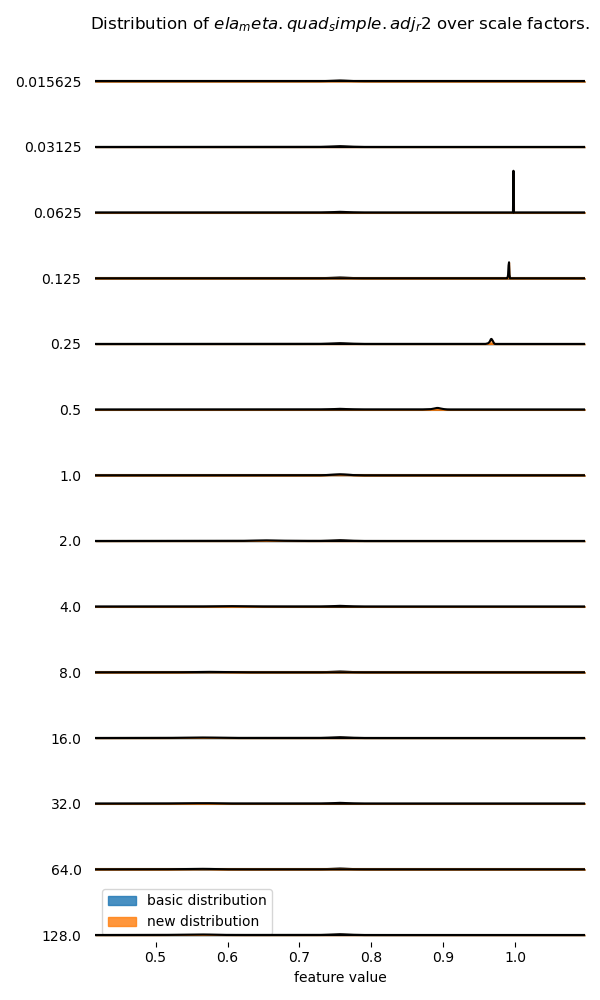 Distribution of ela_meta.quad_simple.adj_r2 over scale factors.
0.015625
0.03125
0.0625
0.125
0.25
0.5
1.0
2.0
4.0
8.0
16.0
32.0
64.0
128.0
basic distribution
new distribution
0.5 0.6 0.7 0.8 0.9 1.0
feature value